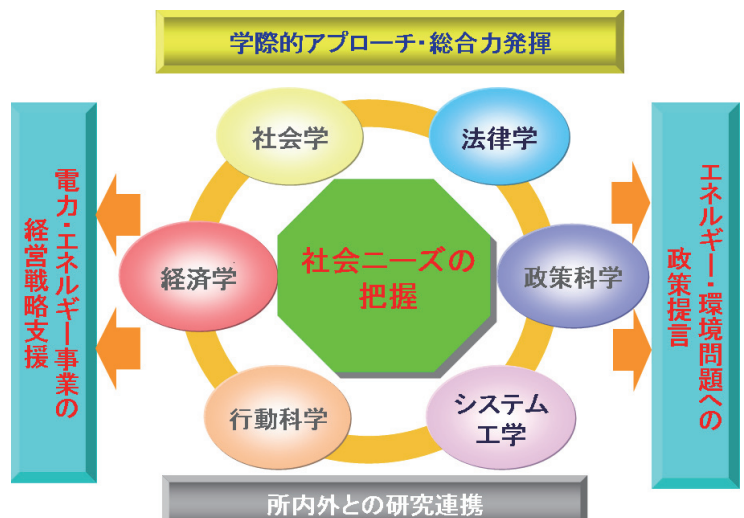 学際的アプローチ・総合力発揮
社会学
法律学
電力・エネルギー事業の
経営戦略支援
経済学
社会ニーズの
把握
政策科学
エネルギー・環境問題への
政策提言
行動科学
システム
工学
所内外との研究連携